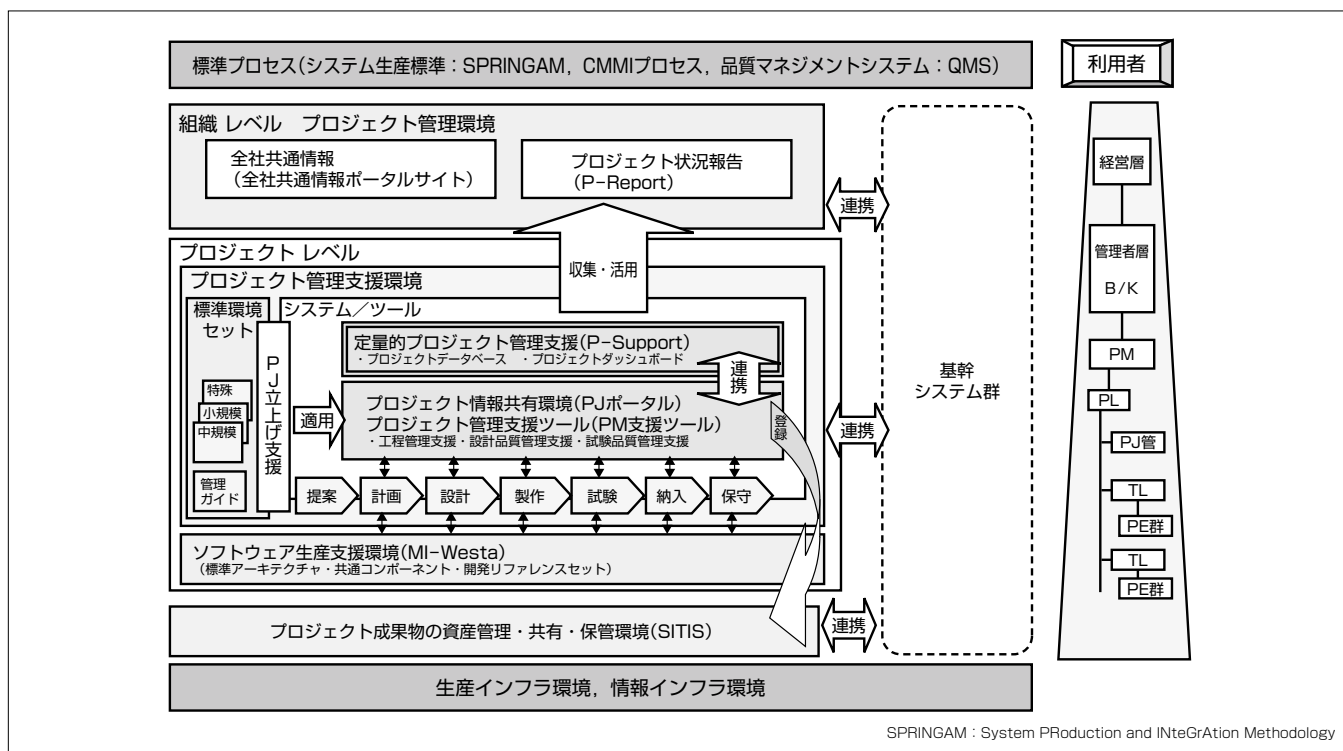 標準プロセス(システム生産標準：SPRINGAM，CMMIプロセス，品質マネジメントシステム：QMS)
利用者
組織 レベル　プロジェクト管理環境
全社共通情報
(全社共通情報ポータルサイト)
プロジェクト状況報告
(P-Report)
連携
プロジェクト レベル
プロジェクト管理支援環境
収集・活用
標準環境
セット
システム／ツール
PJ立上げ支援
定量的プロジェクト管理支援(P-Support)
・プロジェクトデータベース　・プロジェクトダッシュボード
連携
特殊
小規模
中規模
適用
プロジェクト情報共有環境(PJポータル)
プロジェクト管理支援ツール(PM支援ツール)
・工程管理支援・設計品質管理支援・試験品質管理支援
登録
連携
管理
ガイド
提案
計画
設計
製作
試験
納入
保守
ソフトウェア生産支援環境(MI-Westa)
(標準アーキテクチャ・共通コンポーネント・開発リファレンスセット)
プロジェクト成果物の資産管理・共有・保管環境(SITIS)
連携
基幹
システム群
生産インフラ環境，情報インフラ環境
経営層
管理者層
B/K
PM
PL
PJ管
TL
PE群
TL
PE群
SPRINGAM：System PRoduction and INteGrAtion Methodology